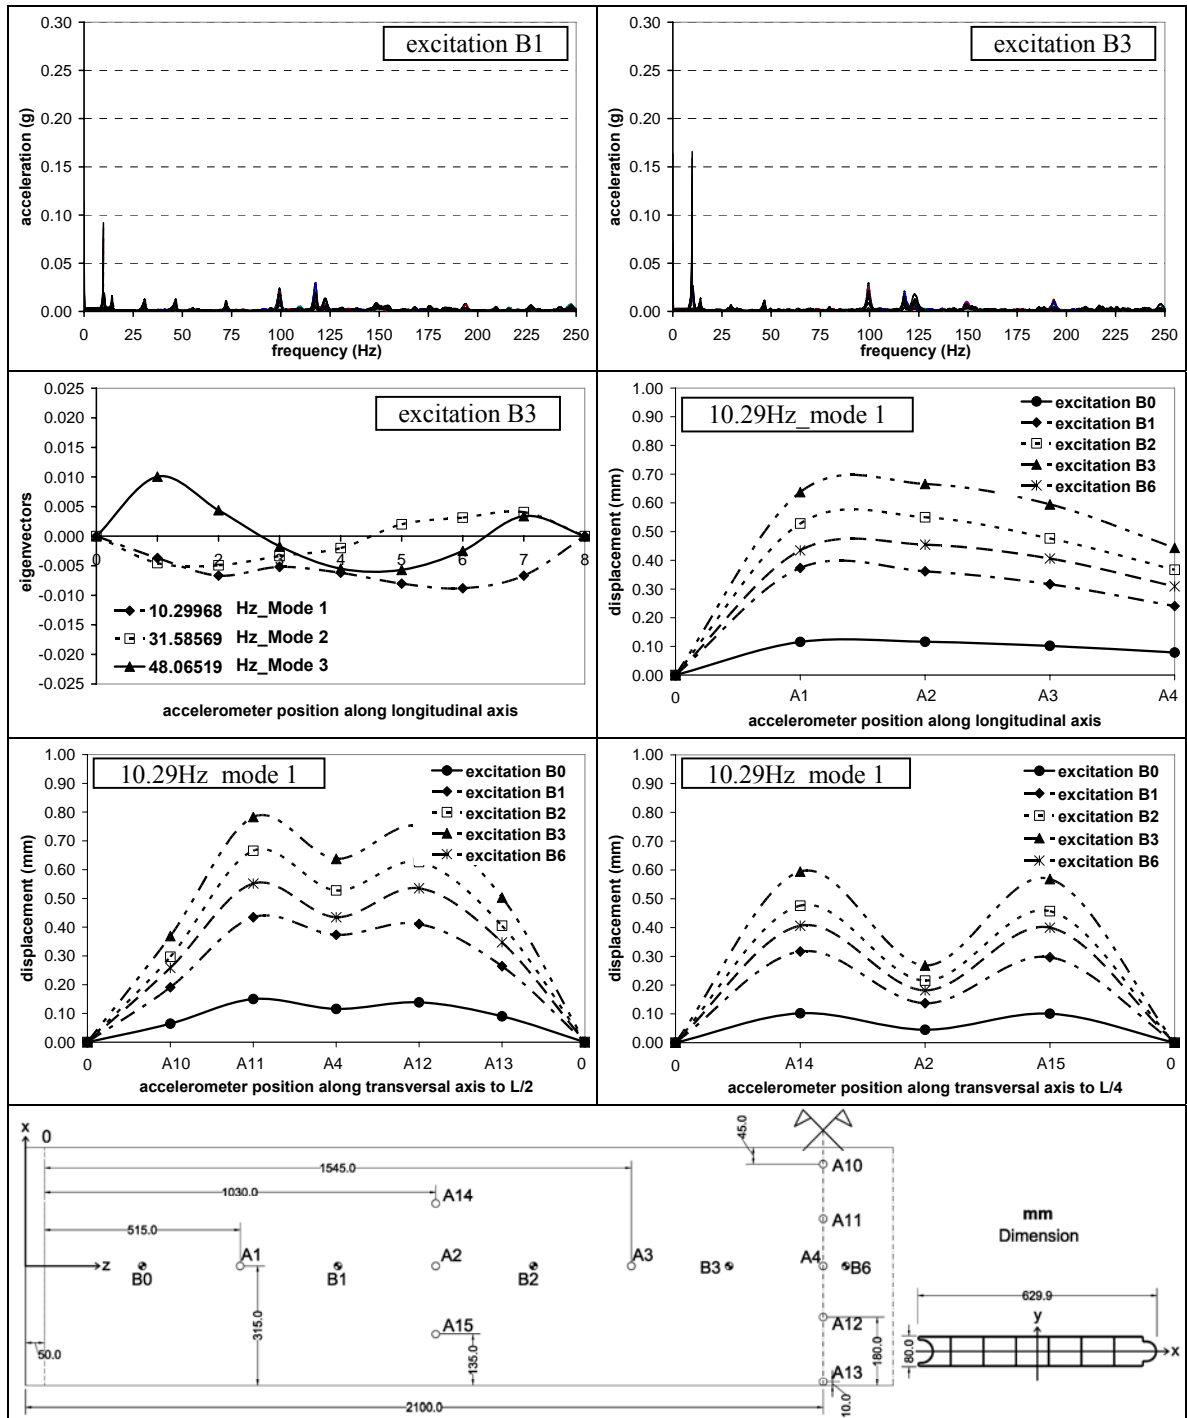 excitation B1
acceleration (g)
0.30
0.25
0.20
0.15
0.10
0.05
0.00
0 25 50 75 100 125 150 175 200 225 250
frequency (Hz)
excitation B3
acceleration (g)
0.30
0.25
0.20
0.15
0.10
0.05
0.00
0 25 50 75 100 125 150 175 200 225 250
frequency (Hz)
excitation B3
eigenvectors
0.025
0.020
0.015
0.010
0.005
0.000
-0.005
-0.010
-0.015
-0.020
-0.025
0 1 2 3 4 5 6 7 8
10.29968 Hz_Mode 1
31.58569 Hz_Mode 2
48.06519 Hz_Mode 3
accelerometer position along longitudinal axis
10.29Hz_mode 1
displacement (mm)
1.00
0.90
0.80
0.70
0.60
0.50
0.40
0.30
0.20
0.10
0.00
excitation B0
excitation B1
excitation B2
excitation B3
excitation B6
0 A1 A2 A3 A4
accelerometer position along longitudinal axis
10.29Hz mode 1
displacement (mm)
1.00
0.90
0.80
0.70
0.60
0.50
0.40
0.30
0.20
0.10
0.00
excitation B0
excitation B1
excitation B2
excitation B3
excitation B6
0 A10 A11 A4 A12 A13 0
accelerometer position along transversal axis to L/2
10.29Hz mode 1
displacement (mm)
1.00
0.90
0.80
0.70
0.60
0.50
0.40
0.30
0.20
0.10
0.00
excitation B0
excitation B1
excitation B2
excitation B3
excitation B6
0 A14 A2 A15 0
accelerometer position along transversal axis to L/4
x 0
45.0
1545.0
A10
1030.0
A14
A11
515.0
mm
Dimension
A1 A2 A3 A4
z B0 B1 B2 B3 B6
629.9
y
315.0
A15
A12
80.0
x
50.0
135.0
180.0
A13
2100.0
10.0